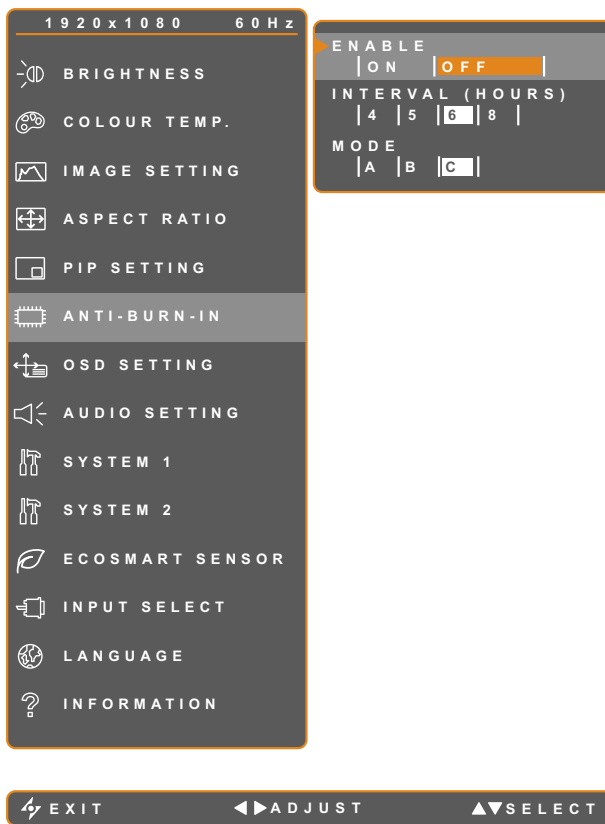 1920x1080 60Hz
BRIGHTNESS
COLOUR TEMP.
IMAGE SETTING
ASPECT RATIO
PIP SETTING
ANTI-BURN-IN
OSD SETTING
AUDIO SETTING
SYSTEM 1
SYSTEM 2
ECOSMART SENSOR
INPUT SELECT
LANGUAGE
INFORMATION
ENABLE
ON OFF
INTERVAL (HOURS)
4 5 6 8
MODE
A B C
EXIT ADJUST SELECT